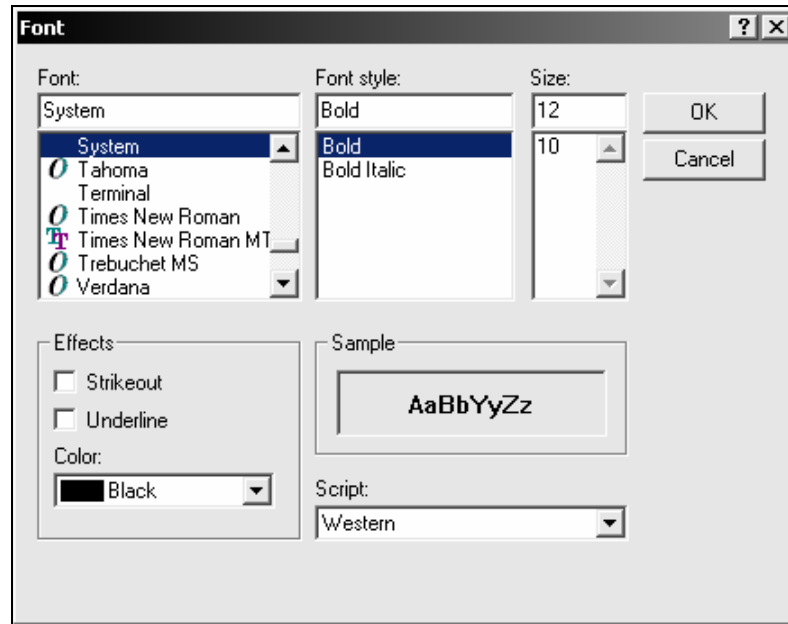 Font
Font:
System
System
Tahoma
Terminal
Times New Roman
Times New Roman MT
Trebuchet MS
Verdana
Font style:
Bold
Bold
Bold Italic
Size:
12
10
OK
Cancel
Effects
Strikeout
Underline
Color:
Black
Sample
AaBbYyZz
Script:
Western